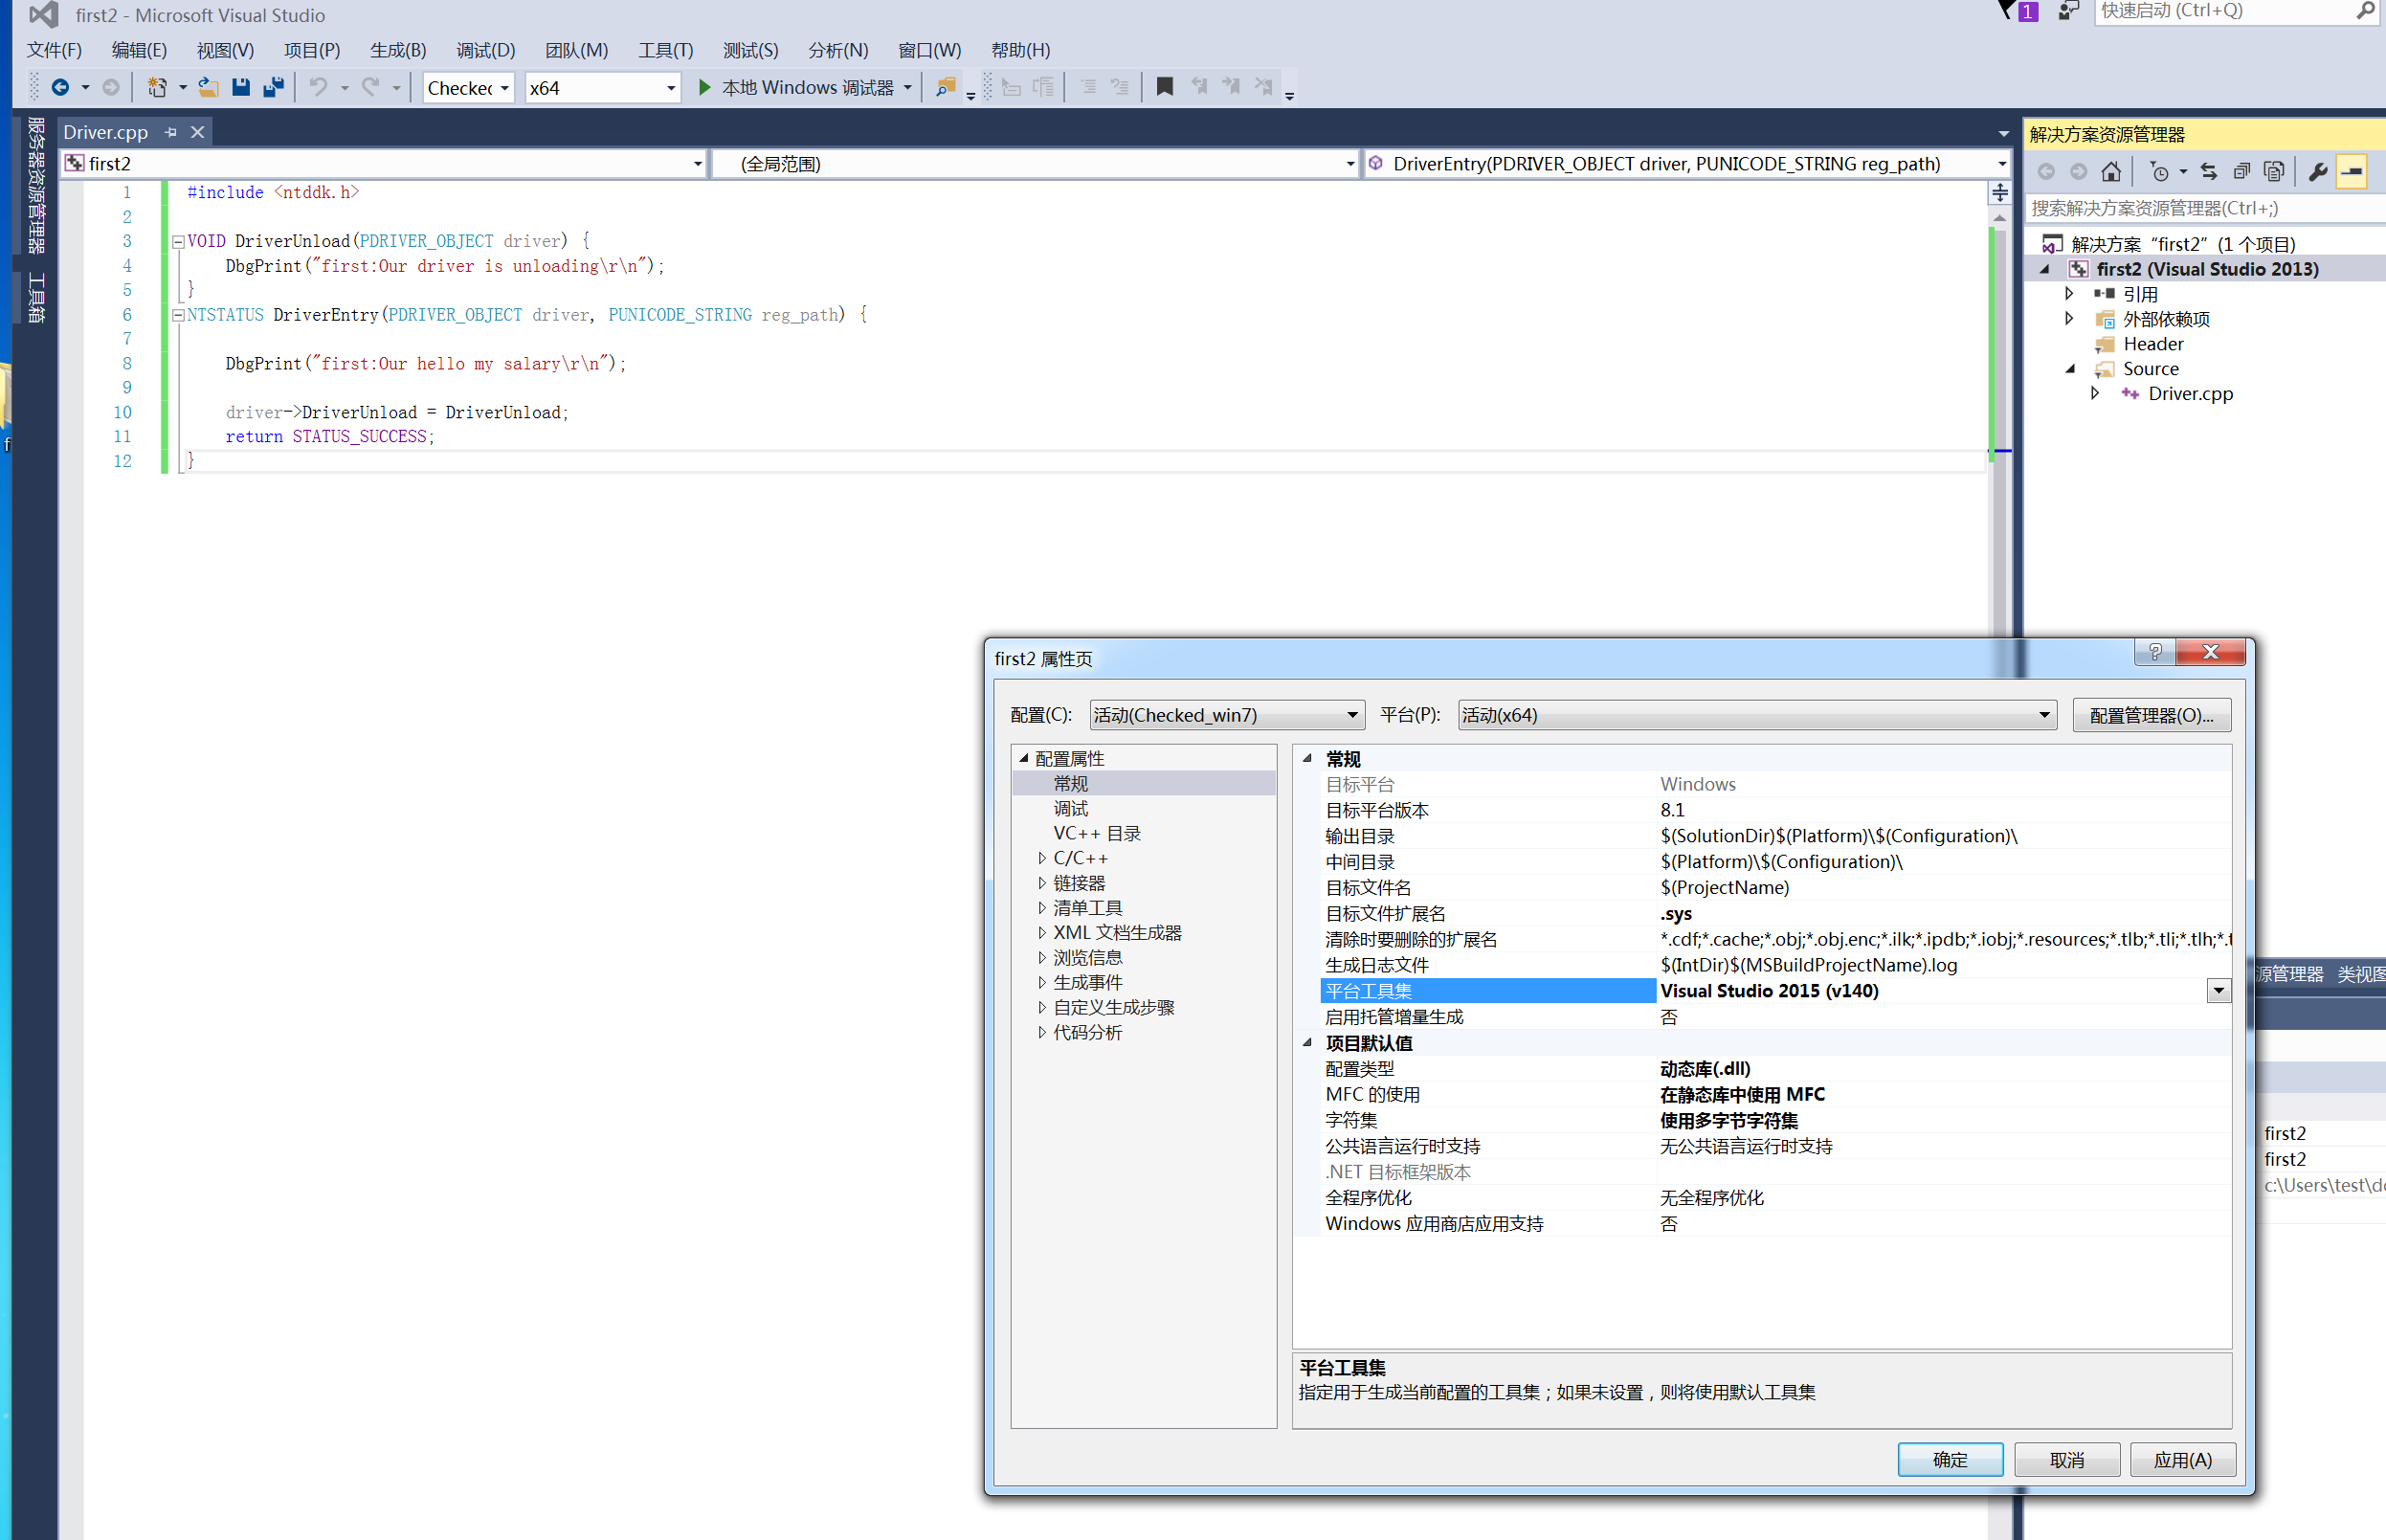 first2 - Microsoft Visual Studio
1
快速启动 (Ctrl+Q)
文件(F) 编辑(E) 视图(V) 项目(P) 生成(B) 调试(D) 团队(M) 工具(T) 测试(S) 分析(N) 窗口(W) 帮助(H)
Checked x64 本地 Windows 调试器
服务器资源管理器
工具箱
Driver.cpp
first2 (全局范围) DriverEntry(PDRIVER_OBJECT driver, PUNICODE_STRING reg_path)
1 #include <ntddk.h>
2
3 VOID DriverUnload(PDRIVER_OBJECT driver) {
4 DbgPrint("first:Our driver is unloading\r\n");
5 }
6 NTSTATUS DriverEntry(PDRIVER_OBJECT driver, PUNICODE_STRING reg_path) {
7
8 DbgPrint("first:Our hello my salary\r\n");
9
10 driver->DriverUnload = DriverUnload;
11 return STATUS_SUCCESS;
12 }
解决方案资源管理器
搜索解决方案资源管理器(Ctrl+;)
解决方案“first2”(1 个项目)
first2 (Visual Studio 2013)
引用
外部依赖项
Header
Source
Driver.cpp
first2 属性页
配置(C): 活动(Checked_win7) 平台(P): 活动(x64) 配置管理器(O)...
配置属性
常规
调试
VC++ 目录
C/C++
链接器
清单工具
XML 文档生成器
浏览信息
生成事件
自定义生成步骤
代码分析
常规
目标平台 Windows
目标平台版本 8.1
输出目录 $(SolutionDir)$(Platform)\$(Configuration)\
中间目录 $(Platform)\$(Configuration)\
目标文件名 $(ProjectName)
目标文件扩展名 .sys
清除时要删除的扩展名 *.cdf;*.cache;*.obj;*.obj.enc;*.ilk;*.ipdb;*.iobj;*.resources;*.tlb;*.tli;*.tlh;*.t
生成日志文件 $(IntDir)$(MSBuildProjectName).log
平台工具集 Visual Studio 2015 (v140)
启用托管增量生成 否
项目默认值
配置类型 动态库(.dll)
MFC 的使用 在静态库中使用 MFC
字符集 使用多字节字符集
公共语言运行时支持 无公共语言运行时支持
.NET 目标框架版本
全程序优化 无全程序优化
Windows 应用商店应用支持 否
平台工具集
指定用于生成当前配置的工具集；如果未设置，则将使用默认工具集
确定 取消 应用(A)
源管理器 类视图
first2
first2
c:\Users\test\do